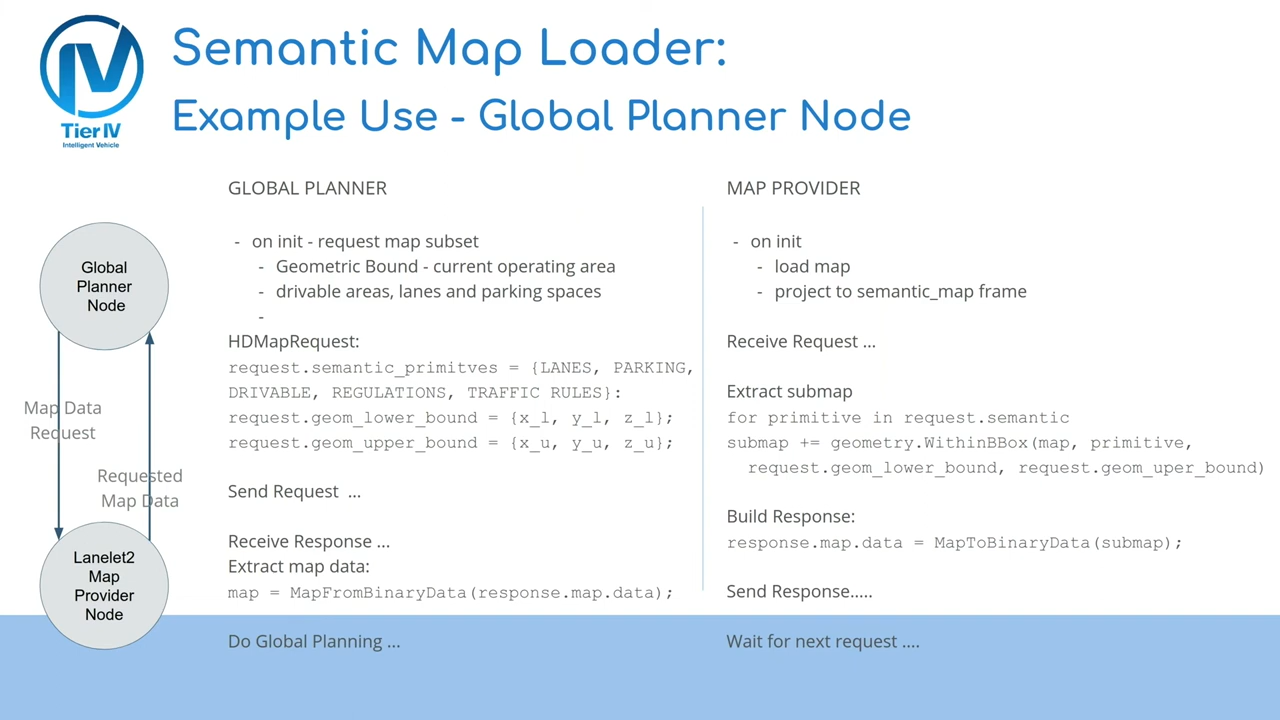 Semantic Map Loader:
Example Use - Global Planner Node
IV
Tier IV
Intelligent Vehicle
Global
Planner
Node
Map Data
Request
Requested
Map Data
Lanelet2
Map
Provider
Node
GLOBAL PLANNER
- on init - request map subset
- Geometric Bound - current operating area
- drivable areas, lanes and parking spaces
-
HDMapRequest:
request.semantic_primitves = {LANES, PARKING,
DRIVABLE, REGULATIONS, TRAFFIC RULES}:
request.geom_lower_bound = {x_l, y_l, z_l};
request.geom_upper_bound = {x_u, y_u, z_u};
Send Request ...
Receive Response ...
Extract map data:
map = MapFromBinaryData(response.map.data);
Do Global Planning ...
MAP PROVIDER
- on init
- load map
- project to semantic_map frame
Receive Request ...
Extract submap
for primitive in request.semantic
submap += geometry.WithinBBox(map, primitive,
request.geom_lower_bound, request.geom_uper_bound)
Build Response:
response.map.data = MapToBinaryData(submap);
Send Response.....
Wait for next request ....